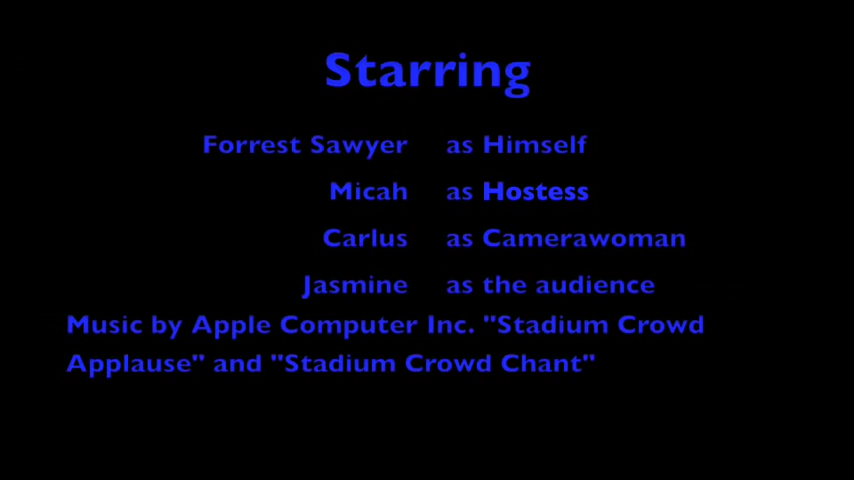 Starring
Forrest Sawyer as Himself
Micah as Hostess
Carlus as Camerawoman
Jasmine as the audience
Music by Apple Computer Inc. "Stadium Crowd
Applause" and "Stadium Crowd Chant"